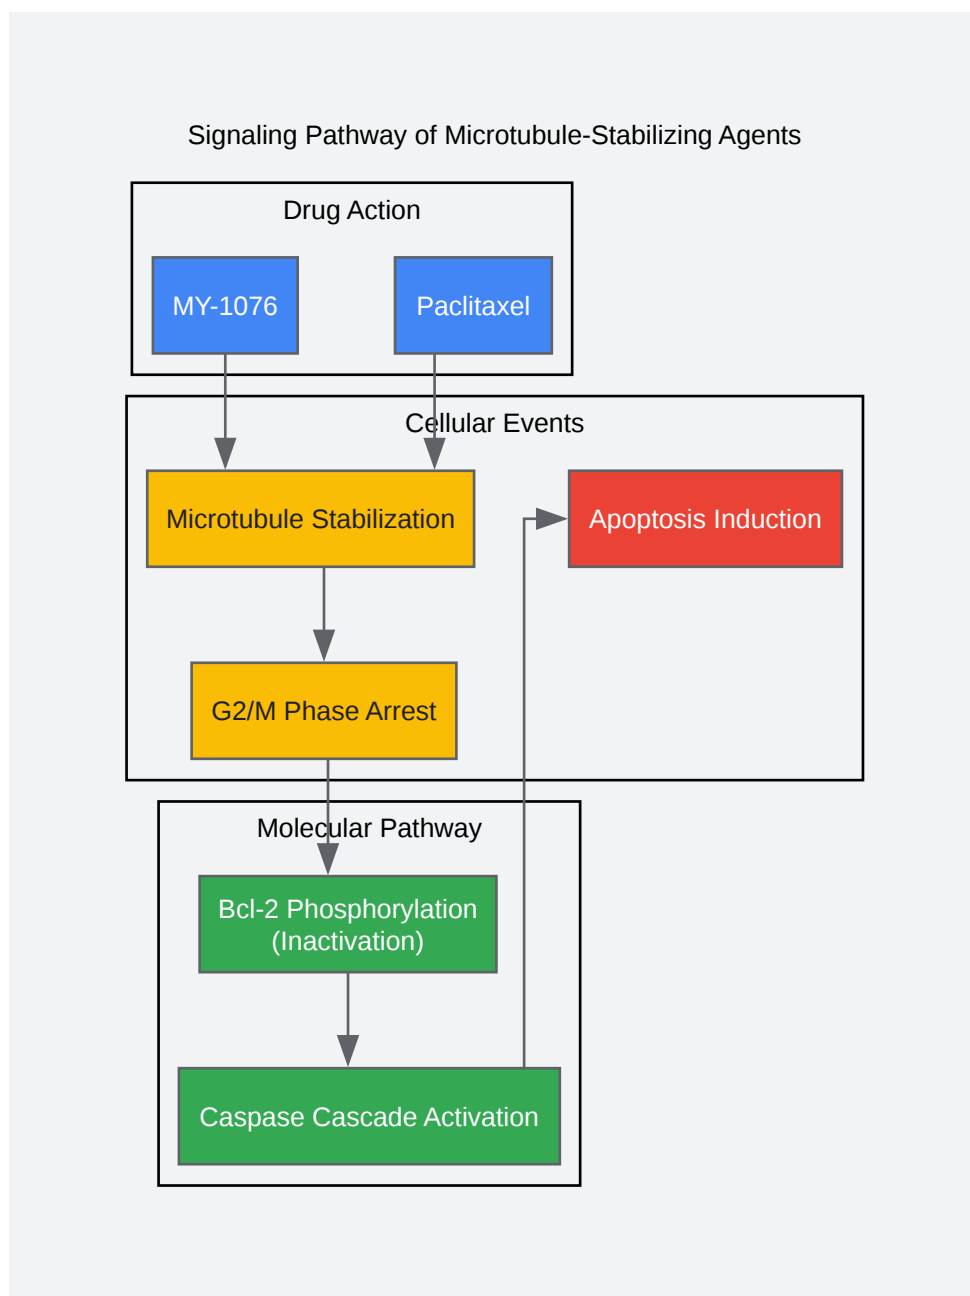 Signaling Pathway of Microtubule-Stabilizing Agents
Drug Action
MY-1076
Paclitaxel
Cellular Events
Microtubule Stabilization
Apoptosis Induction
G2/M Phase Arrest
Molecular Pathway
Bcl-2 Phosphorylation
(Inactivation)
Caspase Cascade Activation